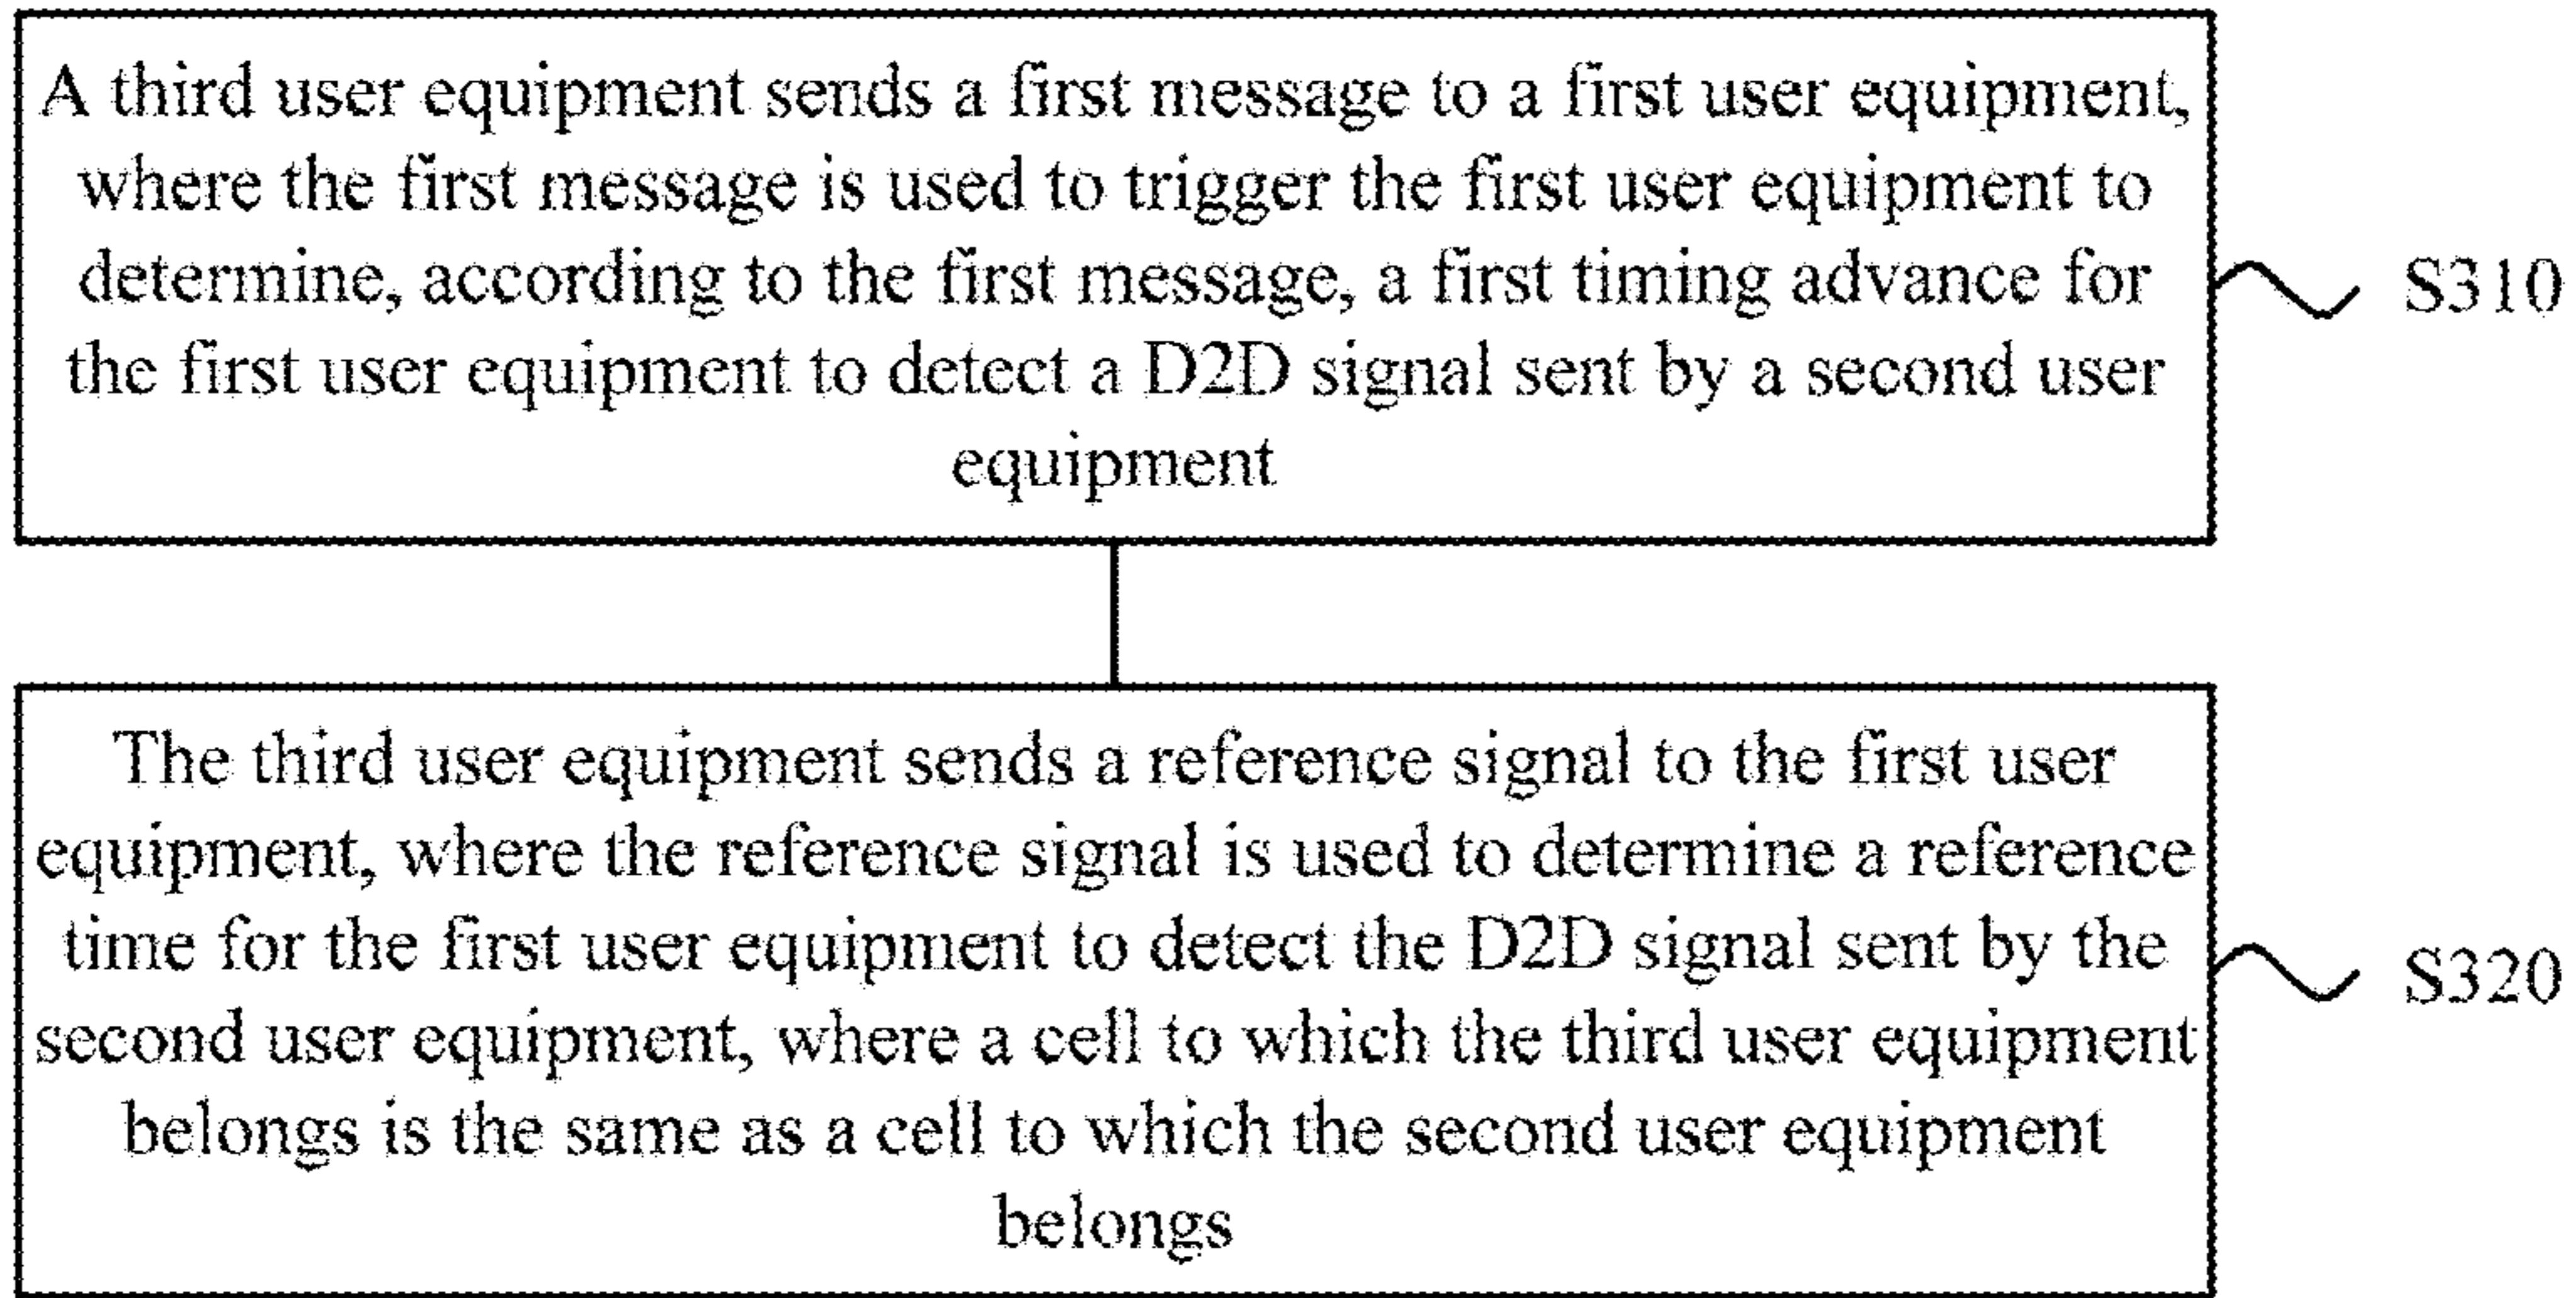 A third user equipment sends a first message to a first user equipment,
where the first message is used to trigger the first user equipment to
determine, according to the first message, a first timing advance for
the first user equipment to detect a D2D signal sent by a second user
equipment
S310
The third user equipment sends a reference signal to the first user
equipment, where the reference signal is used to determine a reference
time for the first user equipment to detect the D2D signal sent by the
second user equipment, where a cell to which the third user equipment
belongs is the same as a cell to which the second user equipment
belongs
S320